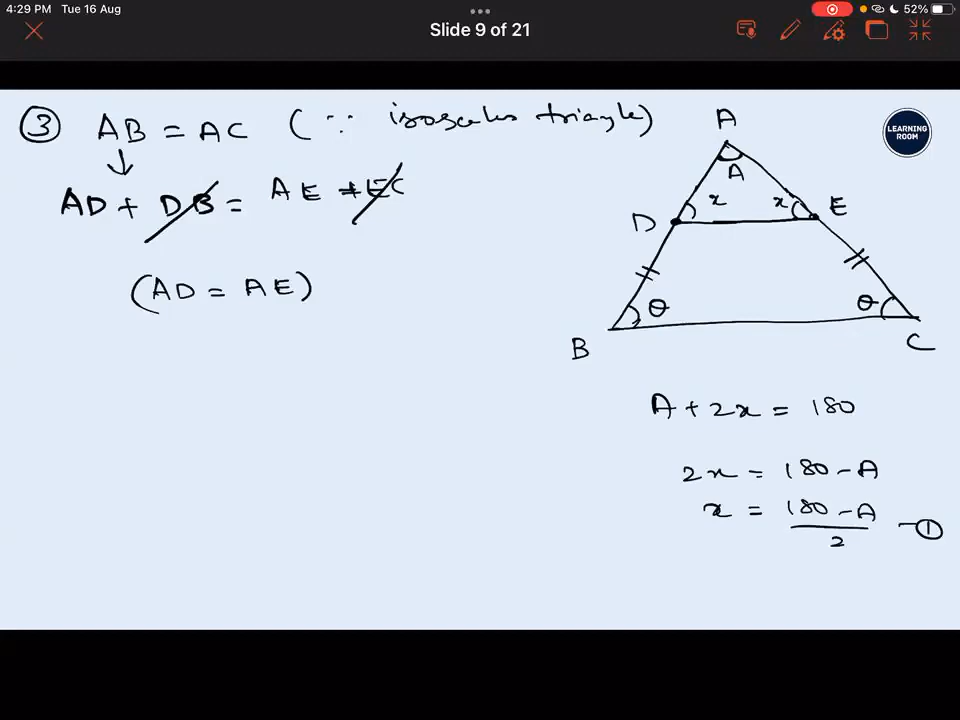 4:29 PM Tue 16 Aug
52%
Slide 9 of 21
LEARNING ROOM
③ AB = AC (∵ isosceles triangle)
↓
AD + DB = AE + EC
(AD = AE)
A
A
D x x E
θ θ
B C
A + 2x = 180
2x = 180 - A
x = 180 - A
2
- ①